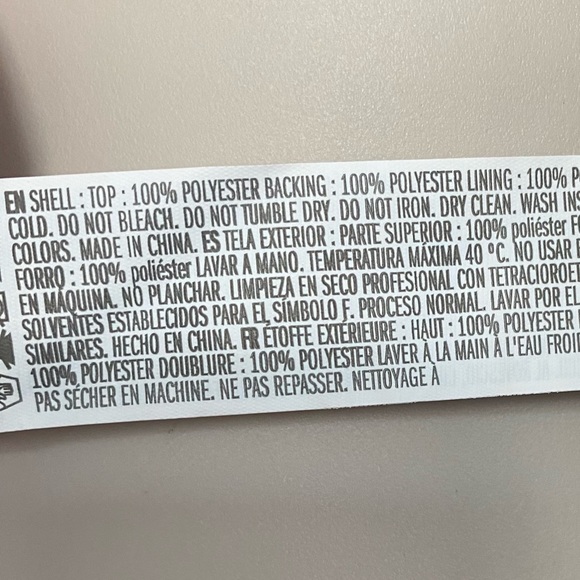 EN SHELL : TOP : 100% POLYESTER BACKING : 100% POLYESTER LINING : 100%
COLD. DO NOT BLEACH. DO NOT TUMBLE DRY. DO NOT IRON. DRY CLEAN. WASH
COLORS. MADE IN CHINA. ES TELA EXTERIOR : PARTE SUPERIOR : 100% poliéster
FORRO : 100% poliéster LAVAR A MANO. TEMPERATURA MÁXIMA 40 °C. NO USAR
EN MÁQUINA. NO PLANCHAR. LIMPIEZA EN SECO PROFESIONAL CON
SOLVENTES ESTABLECIDOS PARA EL SÍMBOLO F. PROCESO NORMAL. LAVAR POR EL
SIMILARES. HECHO EN CHINA. FR ÉTOFFE EXTÉRIEURE : HAUT : 100% POLYESTER
100% POLYESTER DOUBLURE : 100% POLYESTER LAVER À LA MAIN À L'EAU
PAS SÉCHER EN MACHINE. NE PAS REPASSER. NETTOYAGE À